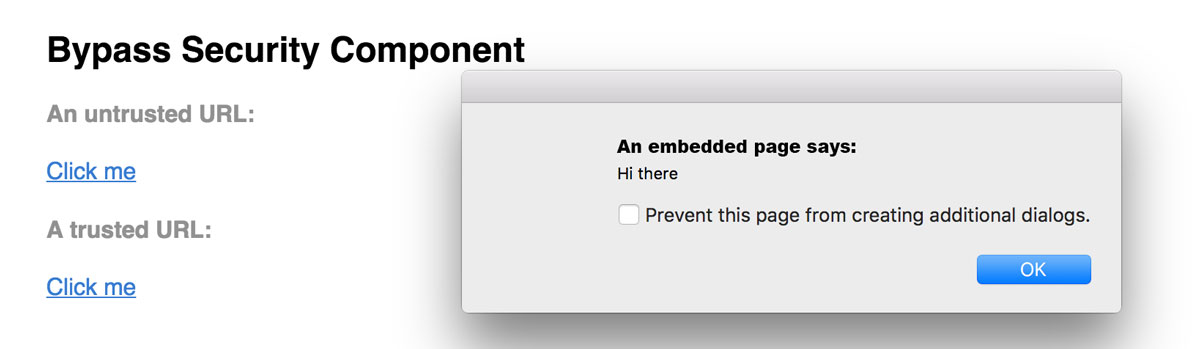 Bypass Security Component
An untrusted URL:
Click me
A trusted URL:
Click me
An embedded page says:
Hi there
Prevent this page from creating additional dialogs.
OK